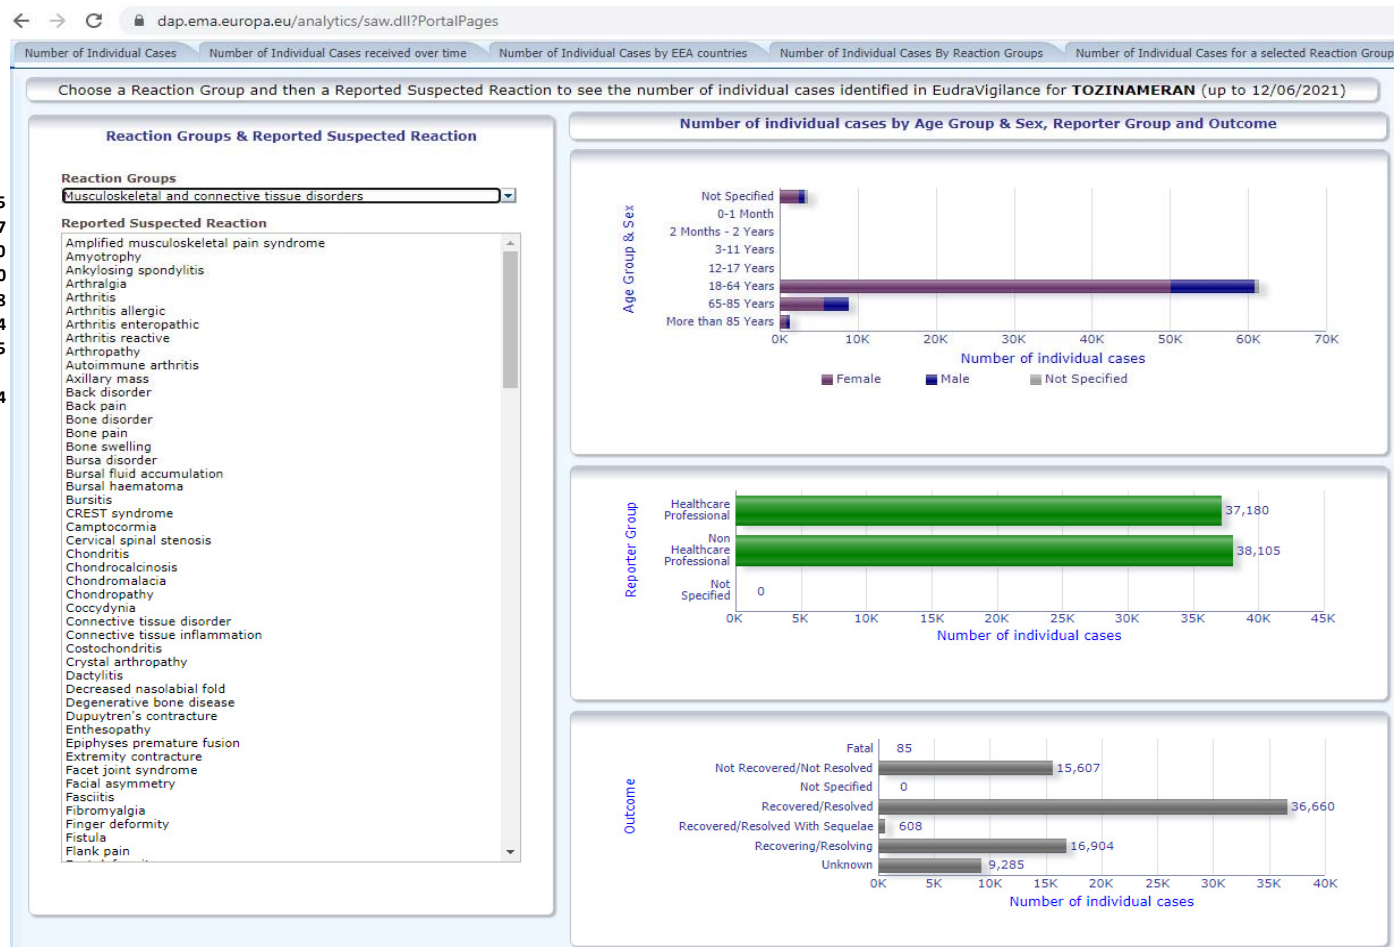 dap.ema.europa.eu/analytics/saw.dll?PortalPages
Number of Individual Cases
Number of Individual Cases received over time
Number of Individual Cases by EEA countries
Number of Individual Cases By Reaction Groups
Number of Individual Cases for a selected Reaction Group
Choose a Reaction Group and then a Reported Suspected Reaction to see the number of individual cases identified in EudraVigilance for TOZINAMERAN (up to 12/06/2021)
Reaction Groups & Reported Suspected Reaction
Reaction Groups
Musculoskeletal and connective tissue disorders
Reported Suspected Reaction
Amplified musculoskeletal pain syndrome
Amyotrophy
Ankylosing spondylitis
Arthralgia
Arthritis
Arthritis allergic
Arthritis enteropathic
Arthritis reactive
Arthropathy
Autoimmune arthritis
Axillary mass
Back disorder
Back pain
Bone disorder
Bone pain
Bone swelling
Bursa disorder
Bursal fluid accumulation
Bursal haematoma
Bursitis
CREST syndrome
Camptocormia
Cervical spinal stenosis
Chondritis
Chondrocalcinosis
Chondromalacia
Chondropathy
Coccydynia
Connective tissue disorder
Connective tissue inflammation
Costochondritis
Crystal arthropathy
Dactylitis
Decreased nasolabial fold
Degenerative bone disease
Dupuytren's contracture
Enthesopathy
Epiphyses premature fusion
Extremity contracture
Facet joint syndrome
Facial asymmetry
Fasciitis
Fibromyalgia
Finger deformity
Fistula
Flank pain
Number of individual cases by Age Group & Sex, Reporter Group and Outcome
Age Group & Sex
Not Specified
0-1 Month
2 Months - 2 Years
3-11 Years
12-17 Years
18-64 Years
65-85 Years
More than 85 Years
0K 10K 20K 30K 40K 50K 60K 70K
Number of individual cases
Female Male Not Specified
Reporter Group
Healthcare
Professional
37,180
Non
Healthcare
Professional
38,105
Not
Specified
0
0K 5K 10K 15K 20K 25K 30K 35K 40K 45K
Number of individual cases
Outcome
Fatal 85
Not Recovered/Not Resolved 15,607
Not Specified 0
Recovered/Resolved 36,660
Recovered/Resolved With Sequelae 608
Recovering/Resolving 16,904
Unknown 9,285
0K 5K 10K 15K 20K 25K 30K 35K 40K
Number of individual cases